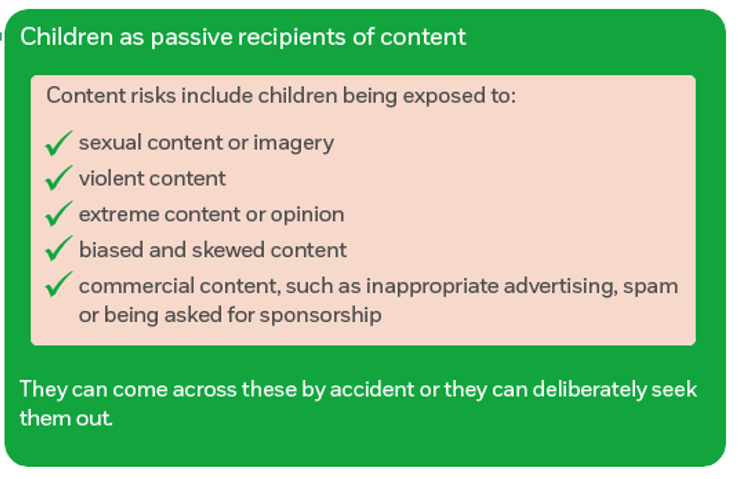 Children as passive recipients of content
Content risks include children being exposed to:
sexual content or imagery
violent content
extreme content or opinion
biased and skewed content
commercial content, such as inappropriate advertising, spam
or being asked for sponsorship
They can come across these by accident or they can deliberately seek
them out.